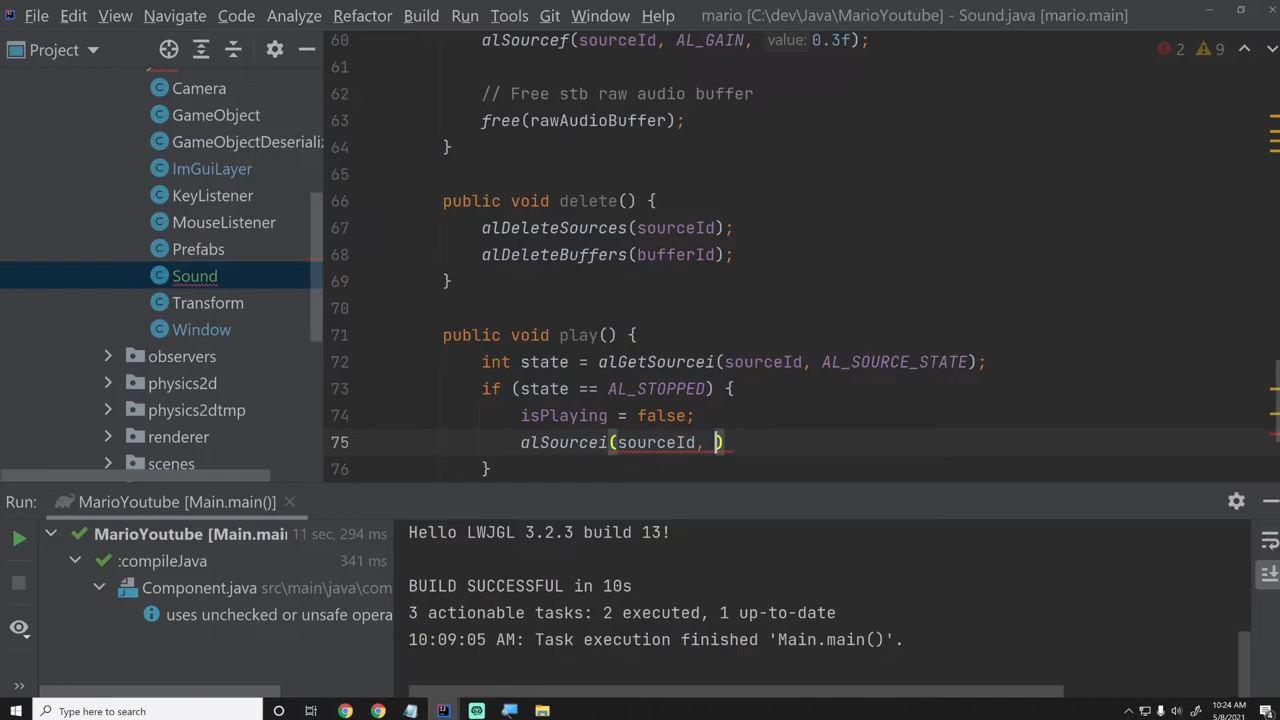 File Edit View Navigate Code Analyze Refactor Build Run Tools Git Window Help mario [C:\dev\Java\MarioYoutube] - Sound.java [mario.main]
Project
Camera
GameObject
GameObjectDeseriali
ImGuiLayer
KeyListener
MouseListener
Prefabs
Sound
Transform
Window
observers
physics2d
physics2dtmp
renderer
scenes
2 9
60 alSourcef(sourceId, AL_GAIN, value: 0.3f);
61
62 // Free stb raw audio buffer
63 free(rawAudioBuffer);
64 }
65
66 public void delete() {
67 alDeleteSources(sourceId);
68 alDeleteBuffers(bufferId);
69 }
70
71 public void play() {
72 int state = alGetSourcei(sourceId, AL_SOURCE_STATE);
73 if (state == AL_STOPPED) {
74 isPlaying = false;
75 alSourcei(sourceId, )
76 }
Run: MarioYoutube [Main.main()]
MarioYoutube [Main.mai 11 sec, 294 ms
:compileJava 341 ms
Component.java src\main\java\com
uses unchecked or unsafe opera
Hello LWJGL 3.2.3 build 13!
BUILD SUCCESSFUL in 10s
3 actionable tasks: 2 executed, 1 up-to-date
10:09:05 AM: Task execution finished 'Main.main()'.
Type here to search
10:24 AM
5/8/2021